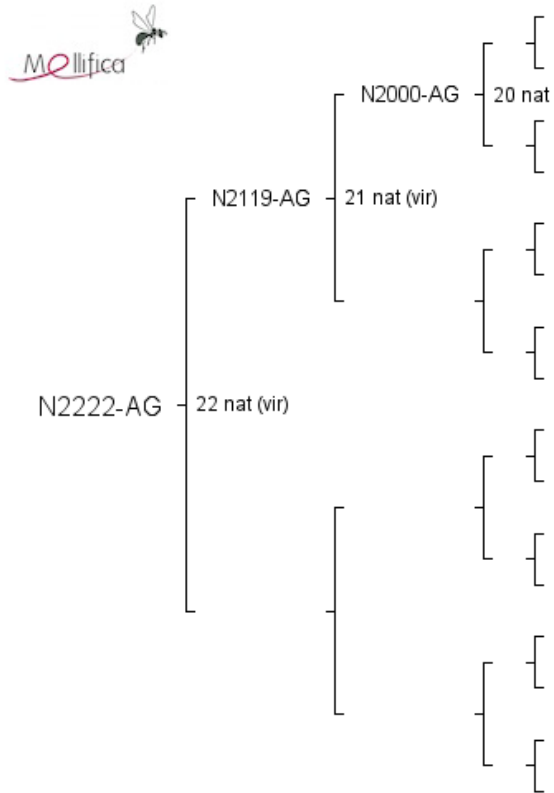 Mellifica
N2000-AG
20 nat
N2119-AG
21 nat (vir)
N2222-AG
22 nat (vir)